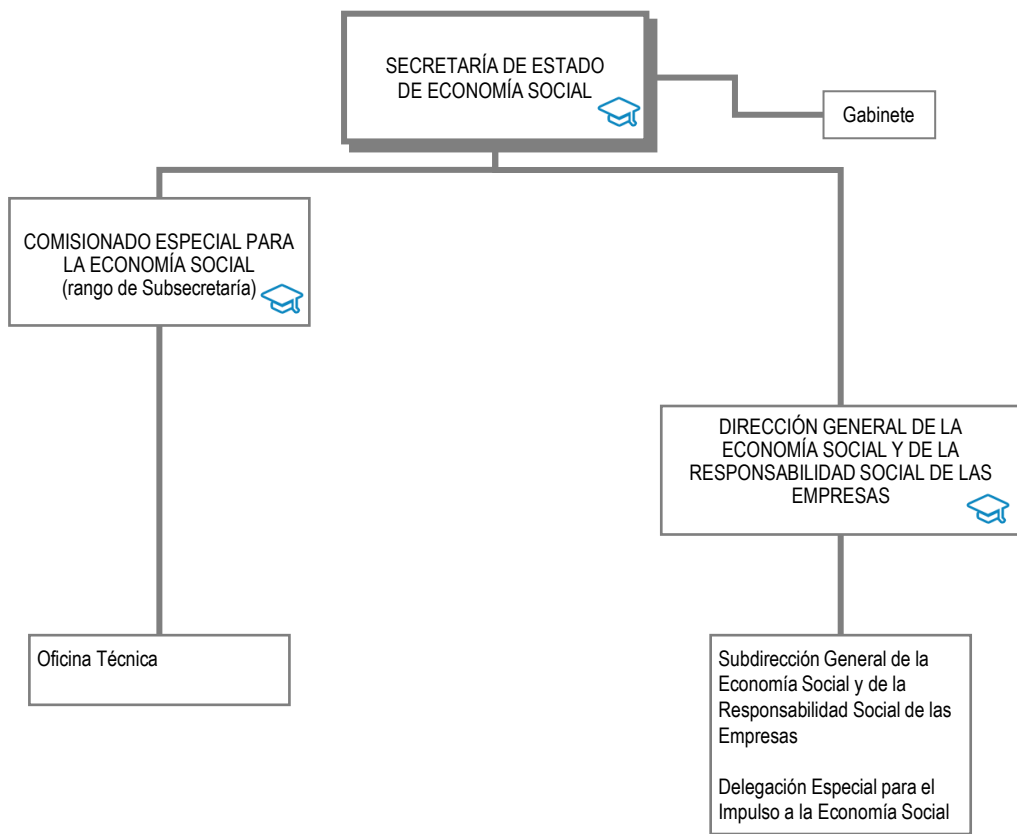 SECRETARÍA DE ESTADO
DE ECONOMÍA SOCIAL
Gabinete
COMISIONADO ESPECIAL PARA
LA ECONOMÍA SOCIAL
(rango de Subsecretaría)
DIRECCIÓN GENERAL DE LA
ECONOMÍA SOCIAL Y DE LA
RESPONSABILIDAD SOCIAL DE LAS
EMPRESAS
Oficina Técnica
Subdirección General de la
Economía Social y de la
Responsabilidad Social de las
Empresas
Delegación Especial para el
Impulso a la Economía Social